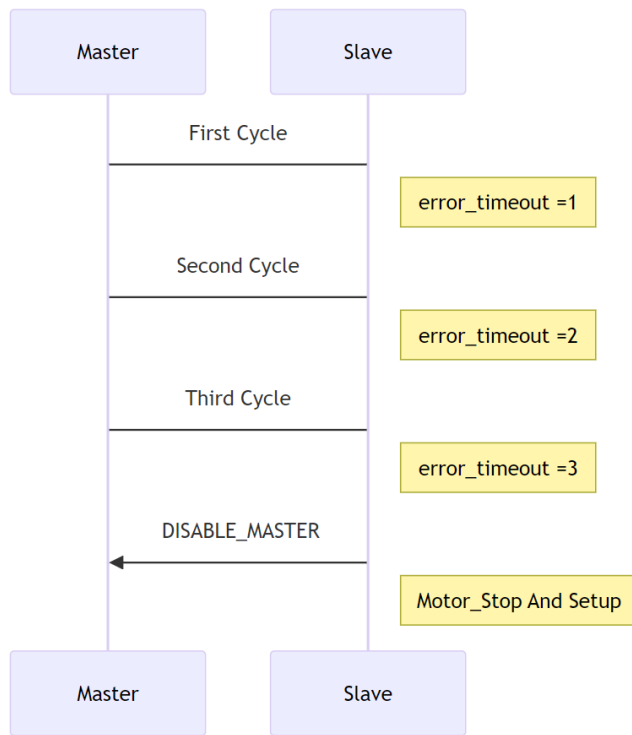 Master
Slave
First Cycle
error_timeout =1
Second Cycle
error_timeout =2
Third Cycle
error_timeout =3
DISABLE_MASTER
Motor_Stop And Setup
Master
Slave